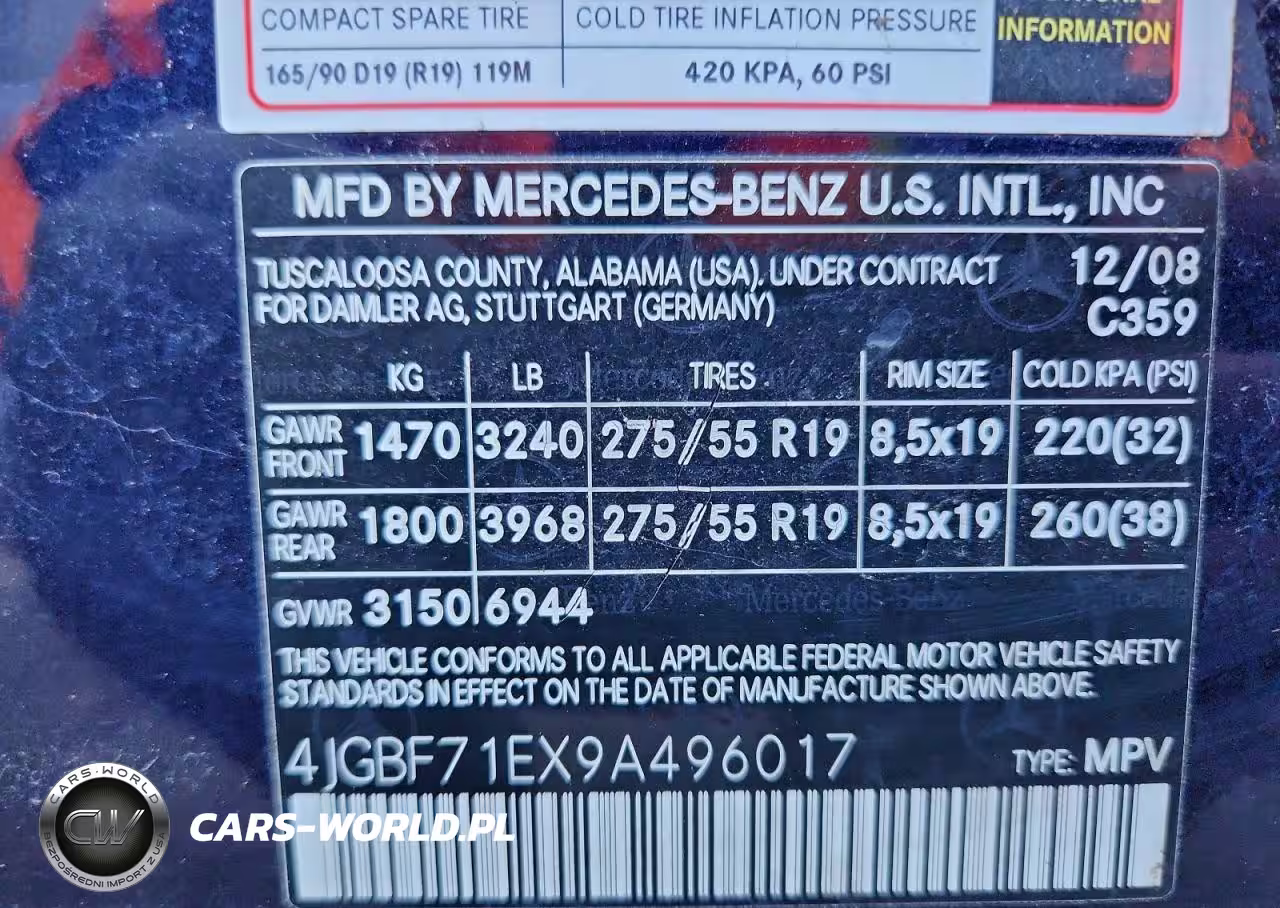 COMPACT SPARE TIRE COLD TIRE INFLATION PRESSURE
INFORMATION
165/90 D19 (R19) 119M 420 KPA, 60 PSI
MFD BY MERCEDES-BENZ U.S. INTL., INC
TUSCALOOSA COUNTY, ALABAMA (USA). UNDER CONTRACT 12/08
FOR DAIMLER AG, STUTTGART (GERMANY) C359
KG LB TIRES RIM SIZE COLD KPA (PSI)
GAWR FRONT 1470 3240 275/55 R19 8,5x19 220(32)
GAWR REAR 1800 3968 275/55 R19 8,5x19 260(38)
GVWR 3150 6944
THIS VEHICLE CONFORMS TO ALL APPLICABLE FEDERAL MOTOR VEHICLE SAFETY
STANDARDS IN EFFECT ON THE DATE OF MANUFACTURE SHOWN ABOVE.
4JGBF71EX9A496017 TYPE: MPV
CARS-WORLD
CW
BEZPOŚREDNI IMPORT Z USA
CARS-WORLD.PL